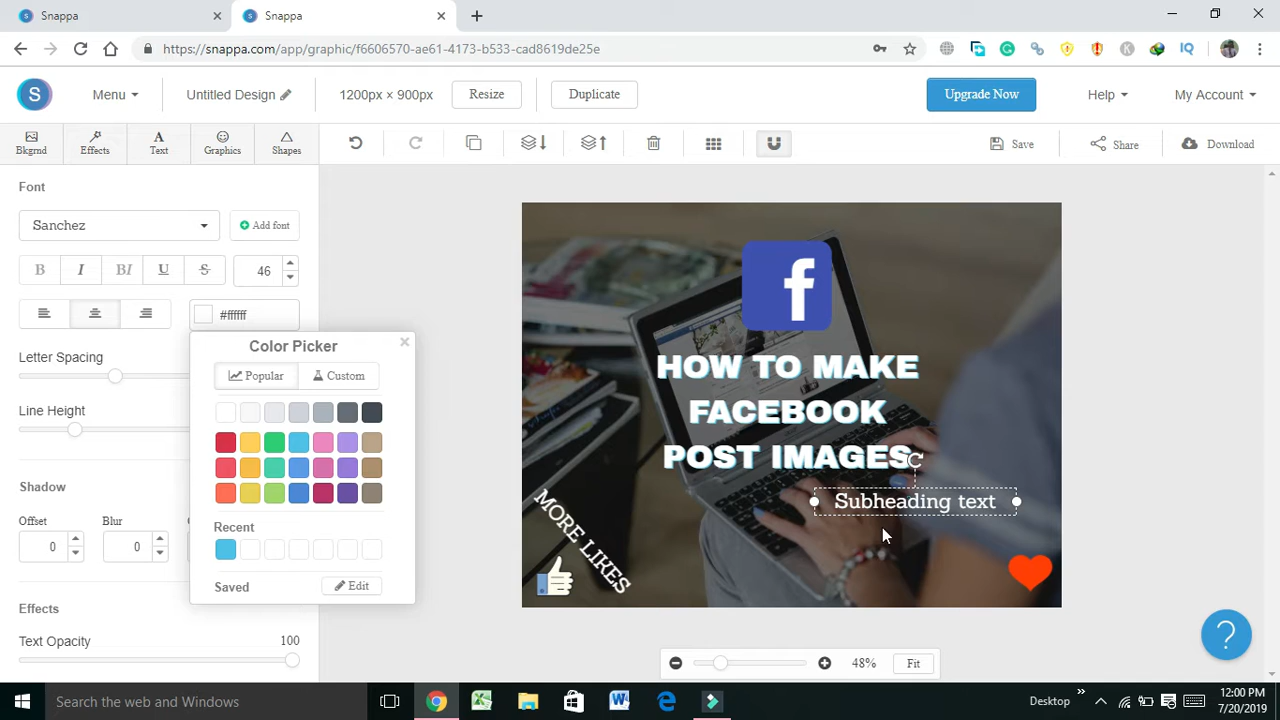 Snappa
Snappa
https://snappa.com/app/graphic/f6606570-ae61-4173-b533-cad8619de25e
Menu
Untitled Design
1200px × 900px
Resize
Duplicate
Upgrade Now
Help
My Account
Bkgrnd
Effects
Text
Graphics
Shapes
Save
Share
Download
Font
Sanchez
Add font
B I BI U S 46
#ffffff
Letter Spacing
Line Height
Color Picker
Popular
Custom
Recent
Saved
Edit
Shadow
Offset
Blur
0
0
Effects
Text Opacity
100
f
HOW TO MAKE
FACEBOOK
POST IMAGES
Subheading text
MORE LIKES
48%
Fit
?
Search the web and Windows
Desktop
12:00 PM
7/20/2019